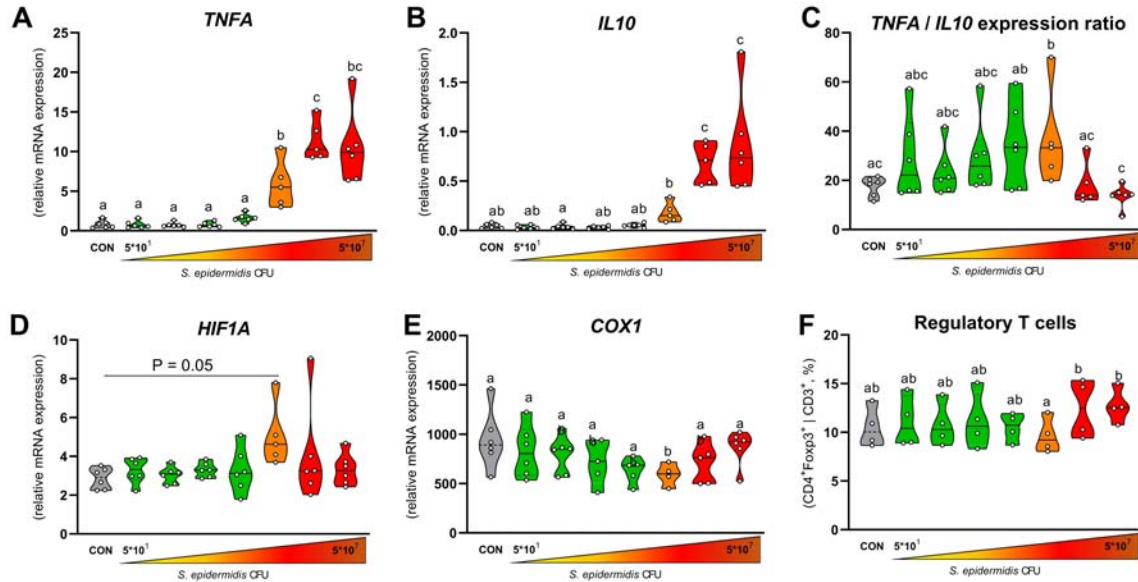 A
TNFA
(relative mRNA expression)
25
20
15
10
5
0
a
a
a
a
a
b
c
bc
CON
5*10¹
5*10⁷
S. epidermidis CFU
B
IL10
(relative mRNA expression)
2.0
1.5
1.0
0.5
0.0
ab
ab
a
ab
ab
b
c
c
CON
5*10¹
5*10⁷
S. epidermidis CFU
C
TNFA / IL10 expression ratio
80
60
40
20
0
ac
abc
abc
abc
ab
b
ac
c
CON
5*10¹
5*10⁷
S. epidermidis CFU
D
HIF1A
(relative mRNA expression)
10
8
6
4
2
0
P = 0.05
CON
5*10¹
5*10⁷
S. epidermidis CFU
E
COX1
(relative mRNA expression)
2000
1500
1000
500
0
a
a
a
a
b
a
b
a
b
a
CON
5*10¹
5*10⁷
S. epidermidis CFU
F
Regulatory T cells
(CD4⁺Foxp3⁺ | CD3⁺, %)
20
15
10
5
0
ab
ab
ab
ab
ab
a
b
b
CON
5*10¹
5*10⁷
S. epidermidis CFU